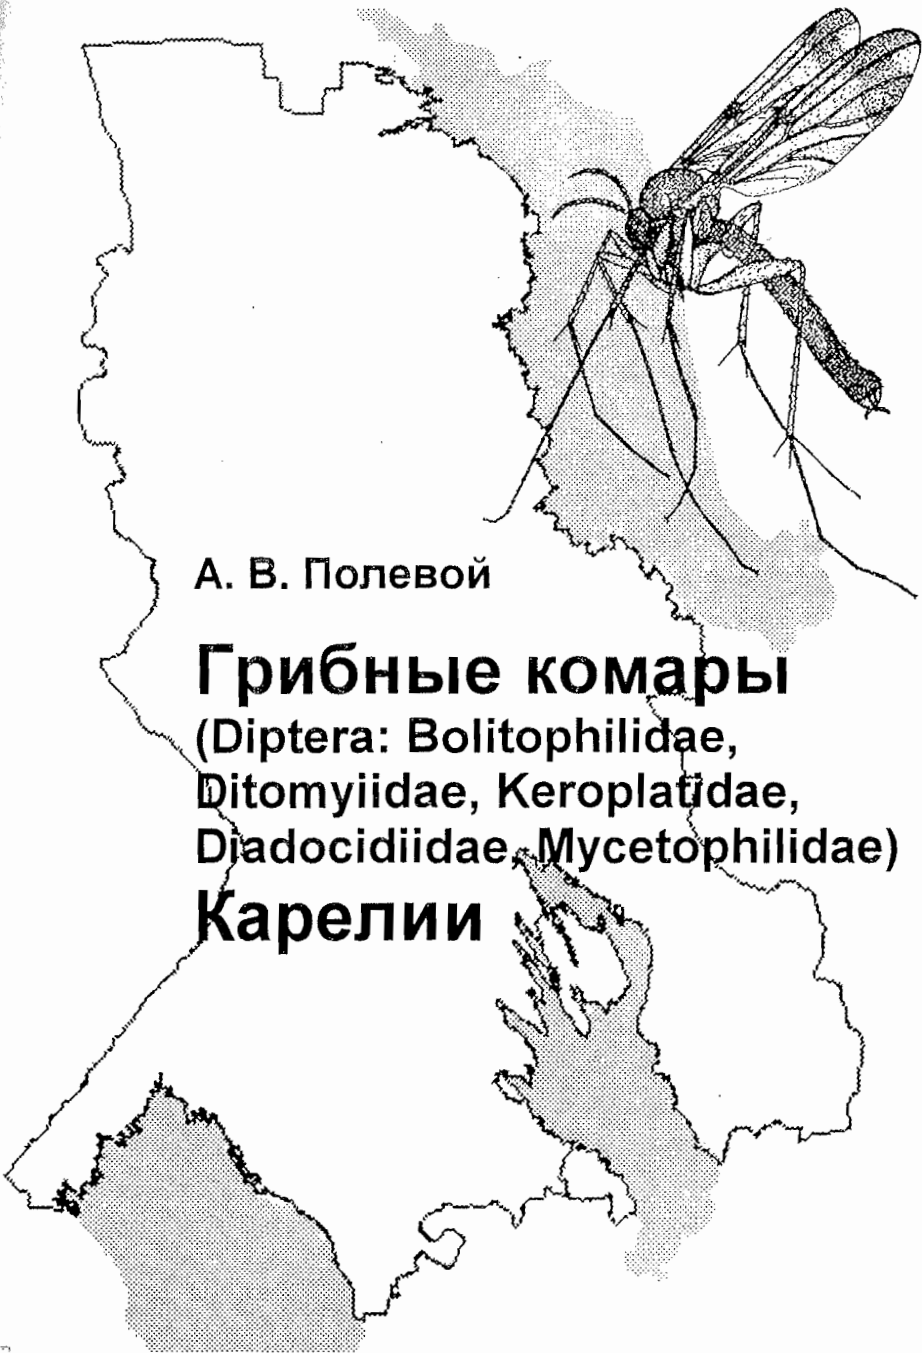 А. В. Полевой
Грибные комары
(Diptera: Bolitophilidae,
Ditomyiidae, Keroplatidae,
Diadocidiidae, Mycetophilidae)
Карелии